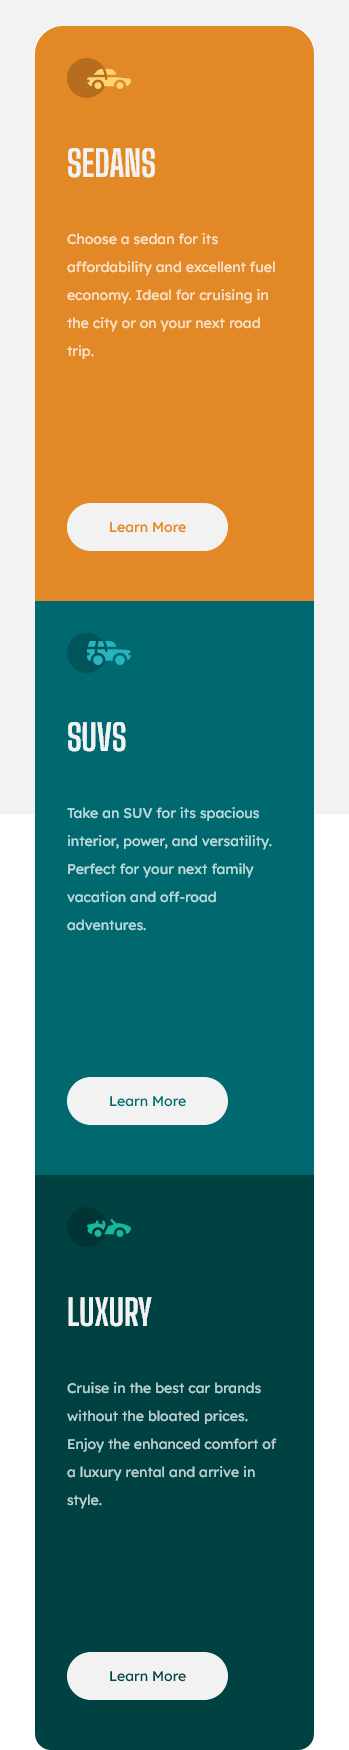 SEDANS
Choose a sedan for its
affordability and excellent fuel
economy. Ideal for cruising in
the city or on your next road
trip.
Learn More
SUVS
Take an SUV for its spacious
interior, power, and versatility.
Perfect for your next family
vacation and off-road
adventures.
Learn More
LUXURY
Cruise in the best car brands
without the bloated prices.
Enjoy the enhanced comfort of
a luxury rental and arrive in
style.
Learn More